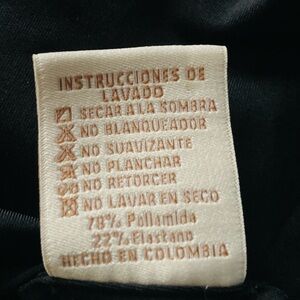 INSTRUCCIONES DE
LAVADO
SECAR A LA SOMBRA
NO BLANQUEADOR
NO SUAVIZANTE
NO PLANCHAR
NO RETORCER
NO LAVAR EN SECO
78% Poliamida
22% Elastano
HECHO EN COLOMBIA